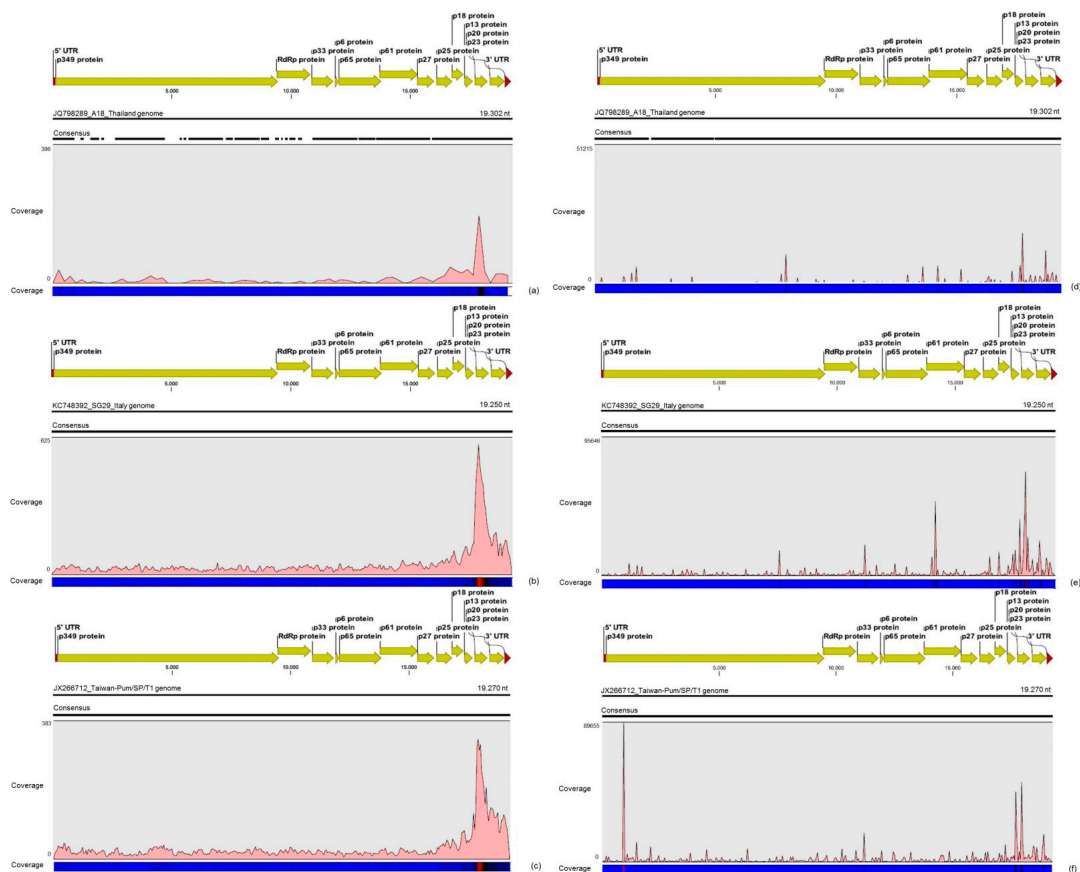 p18 protein
p13 protein
p20 protein
p23 protein
p6 protein
5' UTR
p33 protein
p61 protein
p25 protein
3' UTR
p349 protein
RdRp protein
p65 protein
p27 protein
5.000
10.000
15.000
JQ798289_A18_Thailand genome
19.302 nt
Consensus
396
Coverage
0
Coverage
(a)
p18 protein
p13 protein
p20 protein
p23 protein
p6 protein
5' UTR
p33 protein
p61 protein
p25 protein
3' UTR
p349 protein
RdRp protein
p65 protein
p27 protein
5.000
10.000
15.000
JQ798289_A18_Thailand genome
19.302 nt
Consensus
51215
Coverage
0
Coverage
(d)
p18 protein
p13 protein
p20 protein
p23 protein
p6 protein
5' UTR
p33 protein
p61 protein
p25 protein
3' UTR
p349 protein
RdRp protein
p65 protein
p27 protein
5.000
10.000
15.000
KC748392_SG29_Italy genome
19.250 nt
Consensus
625
Coverage
0
Coverage
(b)
p18 protein
p13 protein
p20 protein
p23 protein
p6 protein
5' UTR
p33 protein
p61 protein
p25 protein
3' UTR
p349 protein
RdRp protein
p65 protein
p27 protein
5.000
10.000
15.000
KC748392_SG29_Italy genome
19.250 nt
Consensus
95646
Coverage
0
Coverage
(e)
p18 protein
p13 protein
p20 protein
p23 protein
p6 protein
5' UTR
p33 protein
p61 protein
p25 protein
3' UTR
p349 protein
RdRp protein
p65 protein
p27 protein
5.000
10.000
15.000
JX266712_Taiwan-Pum/SP/T1 genome
19.270 nt
Consensus
383
Coverage
0
Coverage
(c)
p18 protein
p13 protein
p20 protein
p23 protein
p6 protein
5' UTR
p33 protein
p61 protein
p25 protein
3' UTR
p349 protein
RdRp protein
p65 protein
p27 protein
5.000
10.000
15.000
JX266712_Taiwan-Pum/SP/T1 genome
19.270 nt
Consensus
89655
Coverage
0
Coverage
(f)